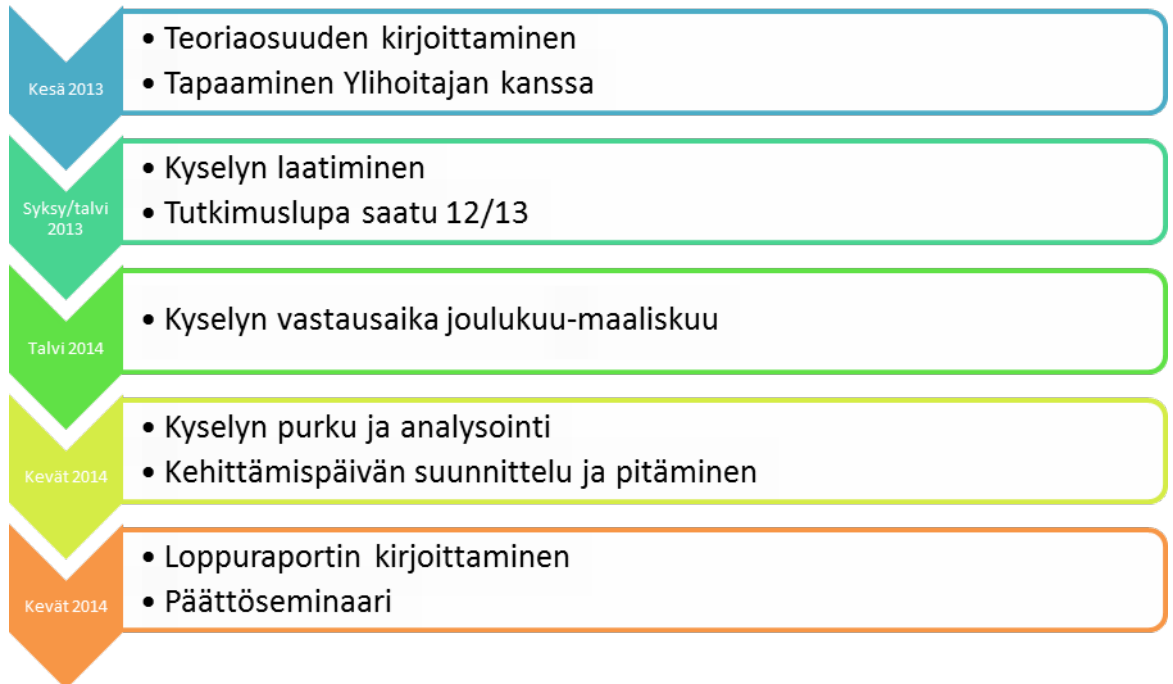 Kesä 2013
• Teoriaosuuden kirjoittaminen
• Tapaaminen Ylihoitajan kanssa
Syksy/talvi
2013
• Kyselyn laatiminen
• Tutkimuslupa saatu 12/13
Talvi 2014
• Kyselyn vastausaika joulukuu-maaliskuu
Kevät 2014
• Kyselyn purku ja analysointi
• Kehittämispäivän suunnittelu ja pitäminen
Kevät 2014
• Loppuraportin kirjoittaminen
• Päättöseminaari